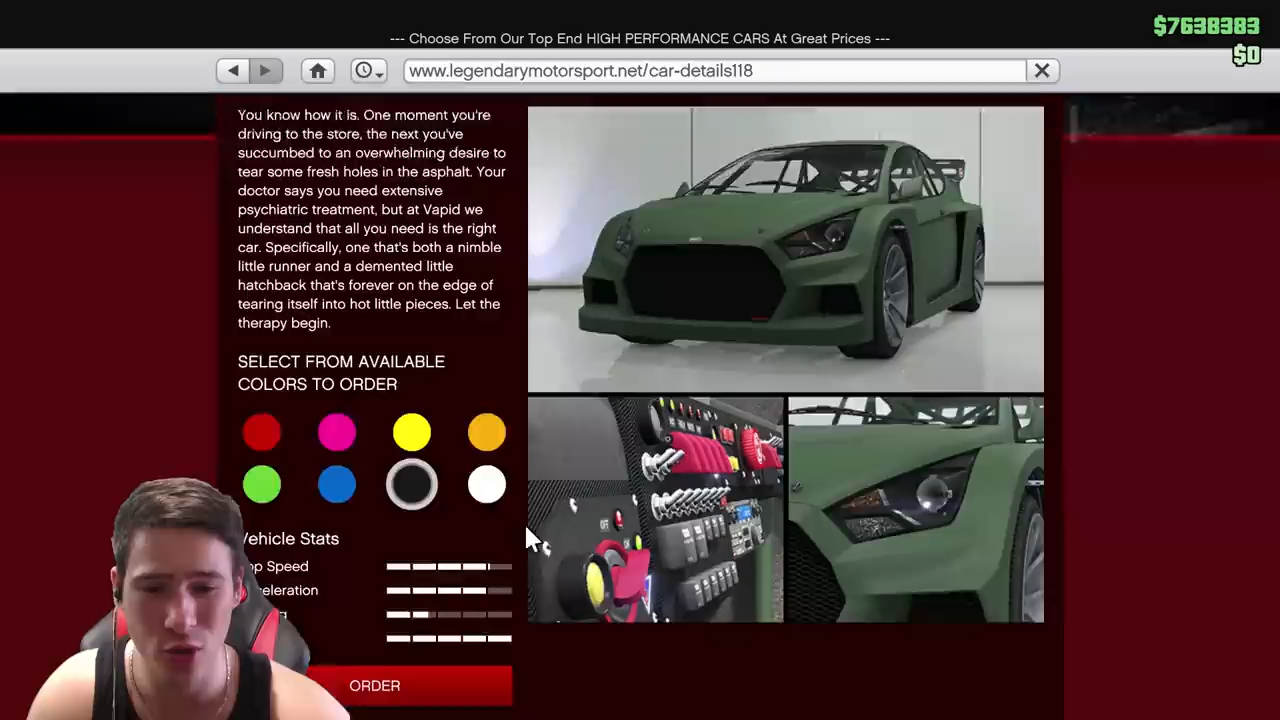 $7638383
$0
--- Choose From Our Top End HIGH PERFORMANCE CARS At Great Prices ---
www.legendarymotorsport.net/car-details118
You know how it is. One moment you're
driving to the store, the next you've
succumbed to an overwhelming desire to
tear some fresh holes in the asphalt. Your
doctor says you need extensive
psychiatric treatment, but at Vapid we
understand that all you need is the right
car. Specifically, one that's both a nimble
little runner and a demented little
hatchback that's forever on the edge of
tearing itself into hot little pieces. Let the
therapy begin.
SELECT FROM AVAILABLE
COLORS TO ORDER
Vehicle Stats
op Speed
celeration
g
ORDER
OFF